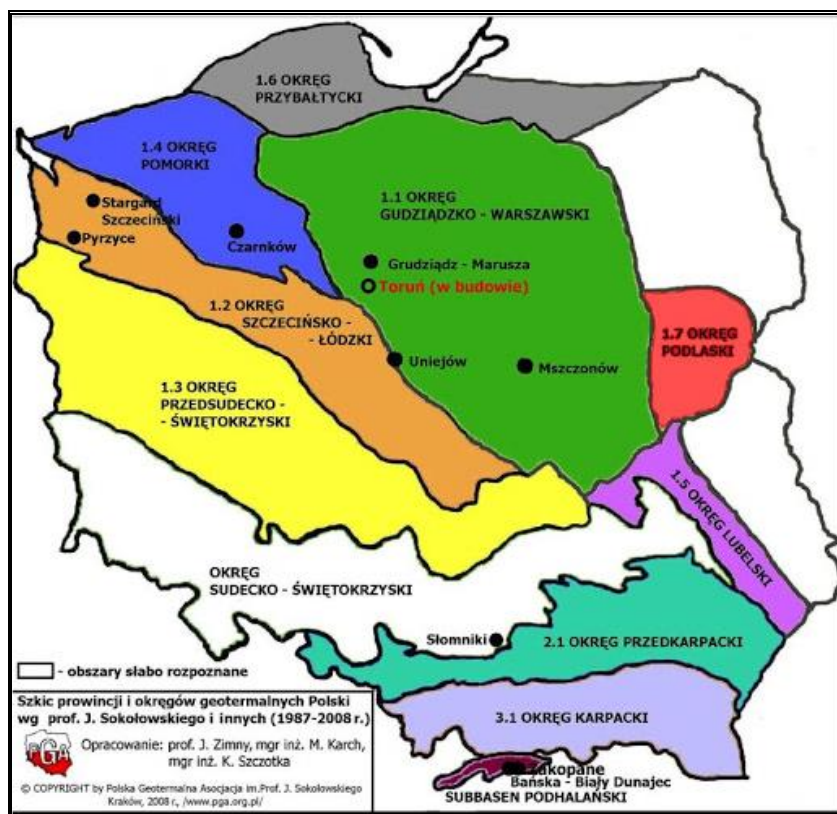 1.6 OKRĘG
PRZYBAŁTYCKI
1.4 OKRĘG
POMORKI
1.1 OKRĘG
GUDZIĄDZKO - WARSZAWSKI
Stargard
Szczeciński
Pyrzyce
Czarnków
Grudziądz - Marusza
Toruń (w budowie)
1.2 OKRĘG
SZCZECIŃSKO -
- ŁÓDZKI
1.7 OKRĘG
PODLASKI
Uniejów
Mszczonów
1.3 OKRĘG
PRZEDSUDECKO -
- ŚWIĘTOKRZYSKI
1.5 OKRĘG LUBELSKI
OKRĘG
SUDECKO - ŚWIĘTOKRZYSKI
Słomniki
2.1 OKRĘG PRZEDKARPACKI
- obszary słabo rozpoznane
3.1 OKRĘG KARPACKI
Zakopane
Bańska - Biały Dunajec
SUBBASEN PODHALAŃSKI
Szkic prowincji i okręgów geotermalnych Polski
wg prof. J. Sokołowskiego i innych (1987-2008 r.)
PGA
Opracowanie: prof. J. Zimny, mgr inż. M. Karch,
mgr inż. K. Szczotka
© COPYRIGHT by Polska Geotermalna Asocjacja im.Prof. J. Sokołowskiego
Kraków, 2008 r., /www.pga.org.pl/